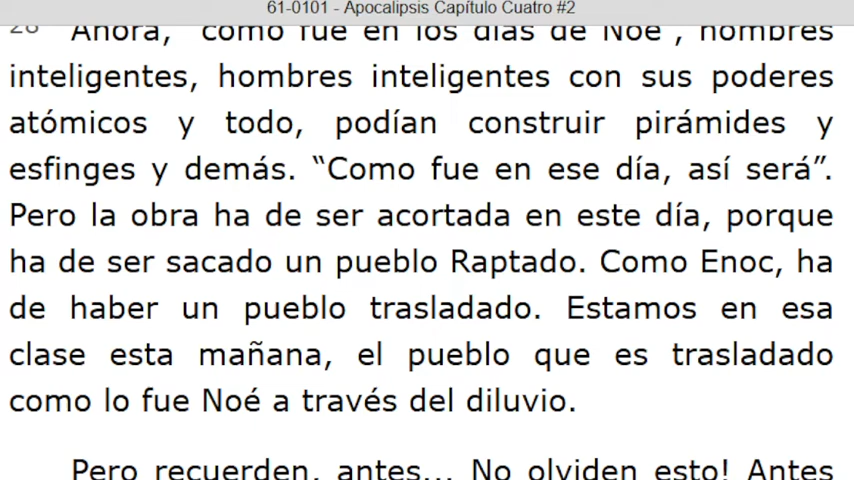 61-0101 - Apocalipsis Capítulo Cuatro #2
28 Ahora, "como fue en los días de Noé", hombres
inteligentes, hombres inteligentes con sus poderes
atómicos y todo, podían construir pirámides y
esfinges y demás. “Como fue en ese día, así será”.
Pero la obra ha de ser acortada en este día, porque
ha de ser sacado un pueblo Raptado. Como Enoc, ha
de haber un pueblo trasladado. Estamos en esa
clase esta mañana, el pueblo que es trasladado
como lo fue Noé a través del diluvio.
Pero recuerden, antes... No olviden esto! Antes